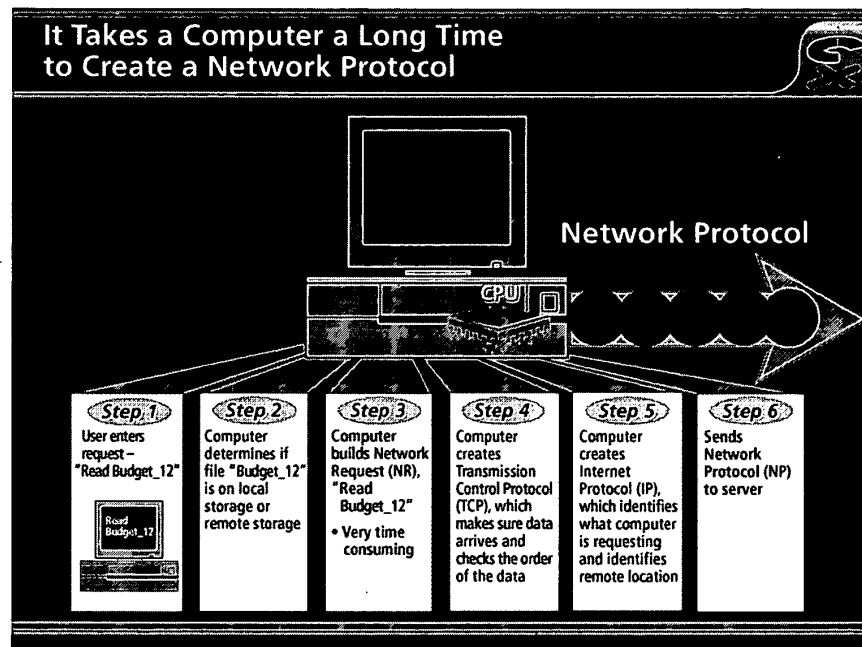 It Takes a Computer a Long Time
to Create a Network Protocol
Network Protocol
CPU
Step 1
User enters
request –
"Read Budget_12"
Read
Budget_12
Step 2
Computer
determines if
file "Budget_12"
is on local
storage or
remote storage
Step 3
Computer
builds Network
Request (NR),
"Read
Budget_12"
• Very time
consuming
Step 4
Computer
creates
Transmission
Control Protocol
(TCP), which
makes sure data
arrives and
checks the order
of the data
Step 5
Computer
creates
Internet
Protocol (IP),
which identifies
what computer
is requesting
and identifies
remote location
Step 6
Sends
Network
Protocol (NP)
to server